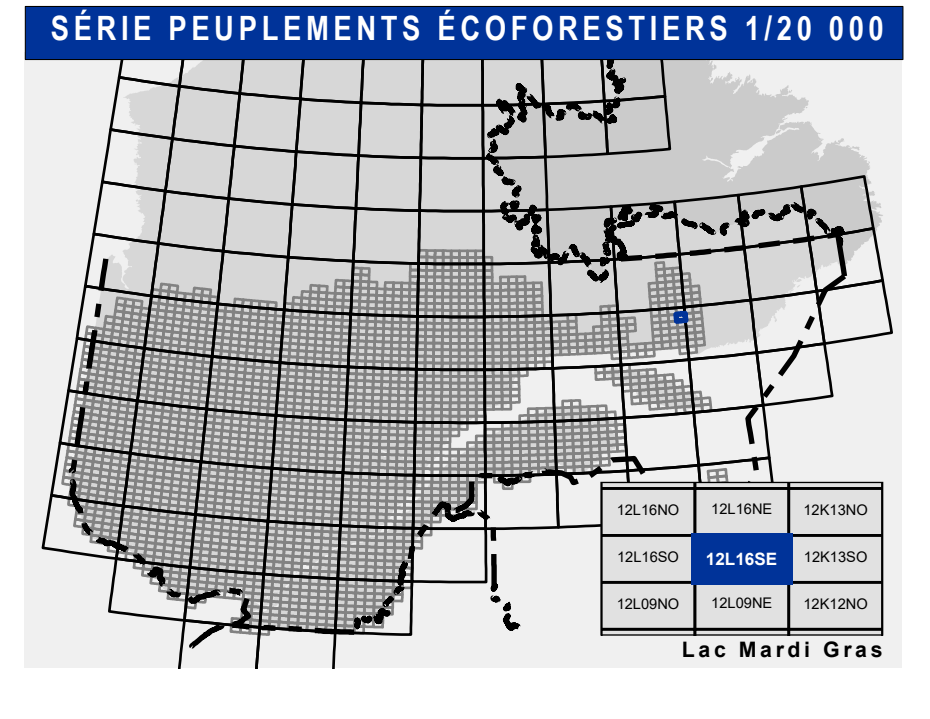 SÉRIE PEUPLEMENTS ÉCOFORESTIERS 1/20 000
12L16NO 12L16NE 12K13NO
12L16SO 12L16SE 12K13SO
12L09NO 12L09NE 12K12NO
Lac Mardi Gras